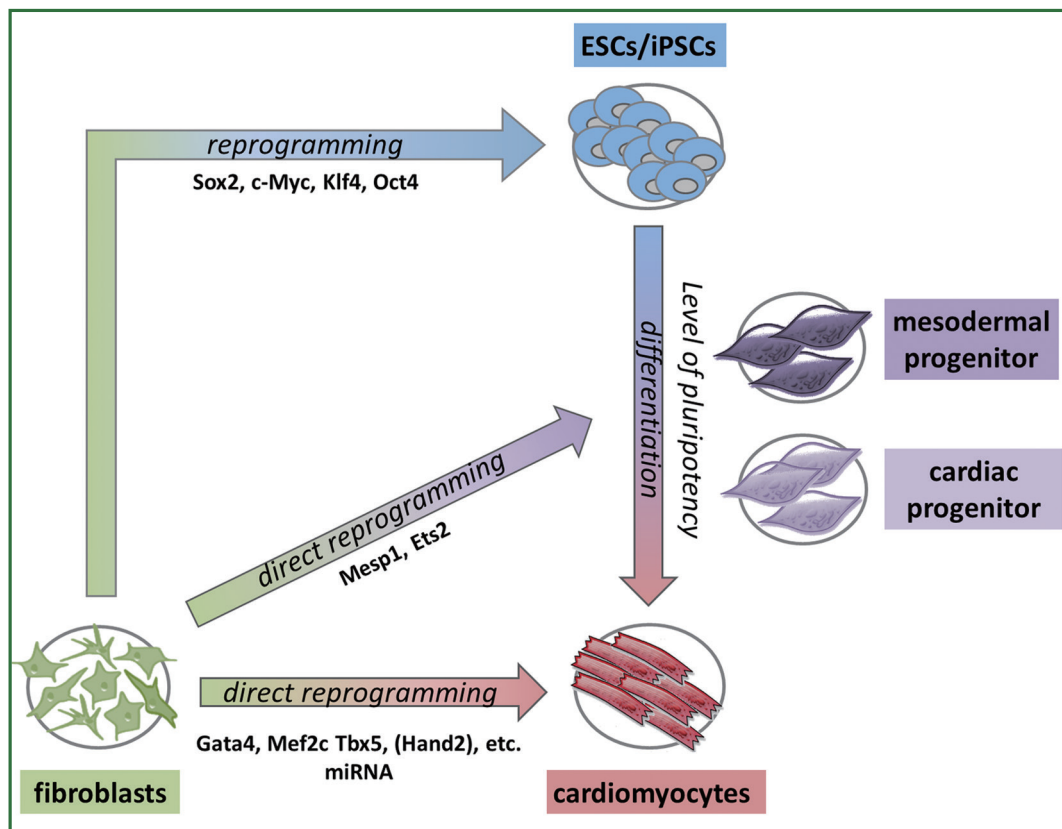 ESCs/iPSCs
reprogramming
Sox2, c-Myc, Klf4, Oct4
differentiation
Level of pluripotency
mesodermal
progenitor
cardiac
progenitor
direct reprogramming
Mesp1, Ets2
direct reprogramming
Gata4, Mef2c Tbx5, (Hand2), etc.
miRNA
fibroblasts
cardiomyocytes